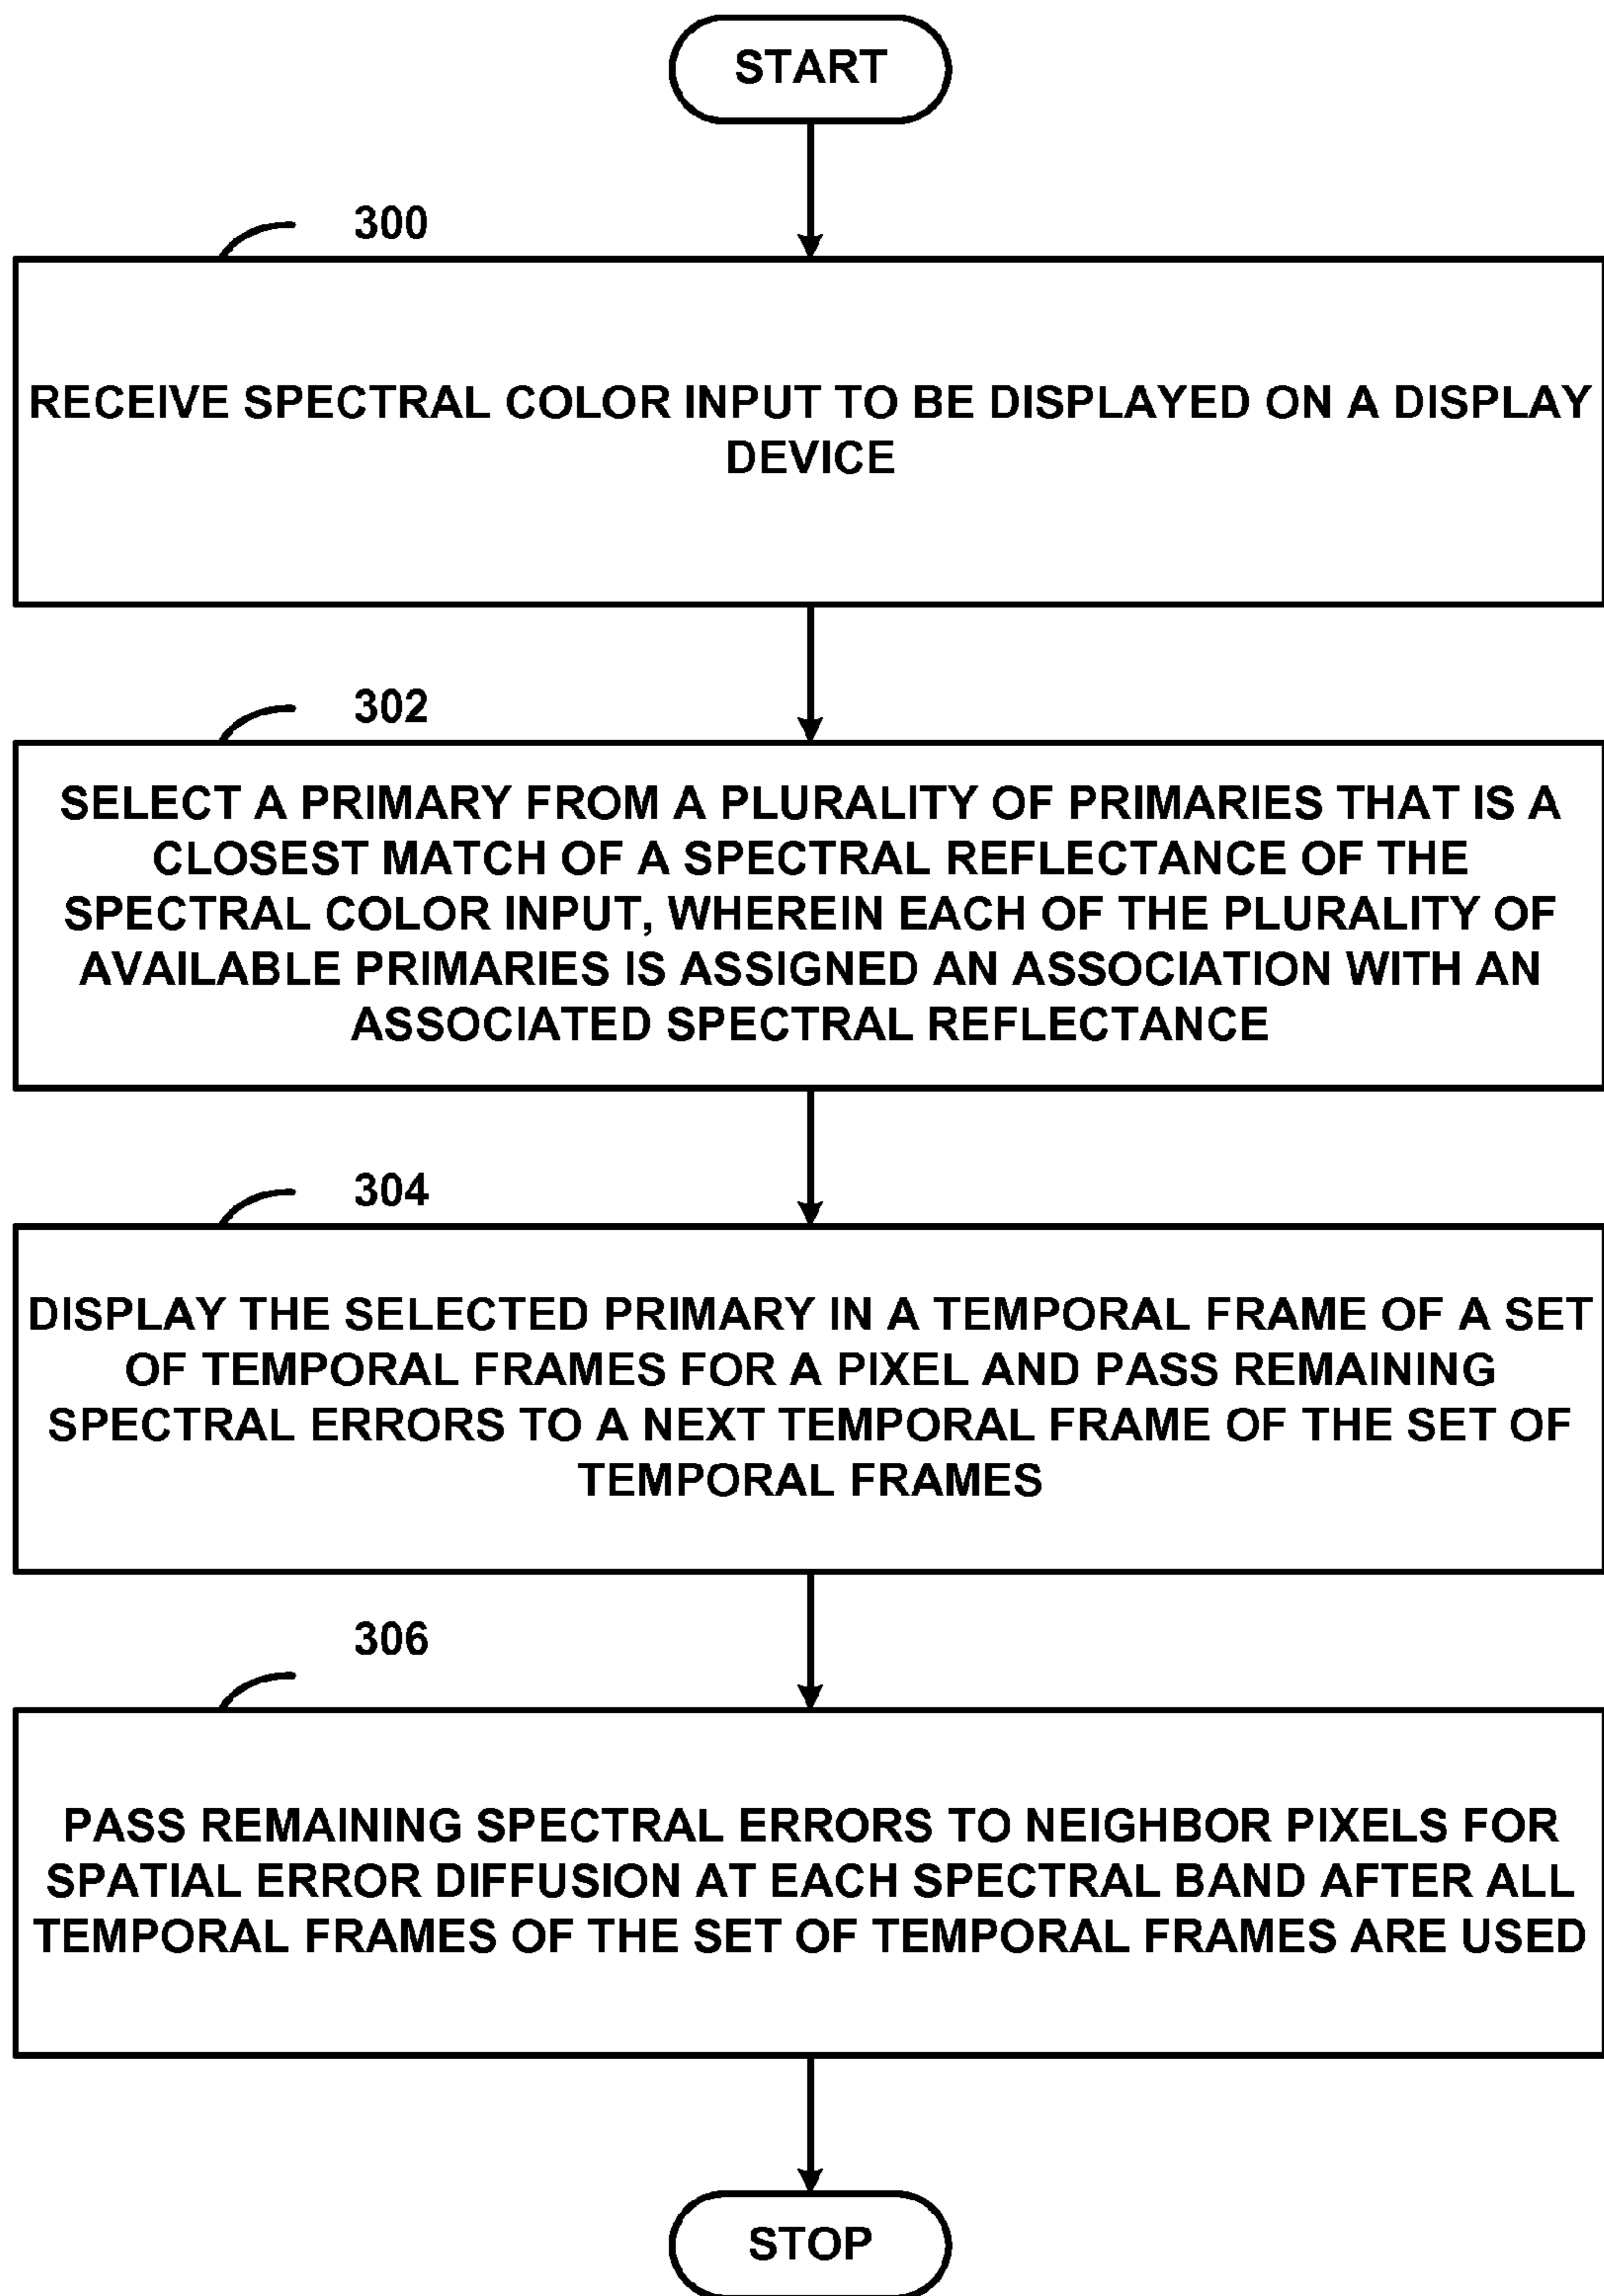 START
300
RECEIVE SPECTRAL COLOR INPUT TO BE DISPLAYED ON A DISPLAY
DEVICE
302
SELECT A PRIMARY FROM A PLURALITY OF PRIMARIES THAT IS A
CLOSEST MATCH OF A SPECTRAL REFLECTANCE OF THE
SPECTRAL COLOR INPUT, WHEREIN EACH OF THE PLURALITY OF
AVAILABLE PRIMARIES IS ASSIGNED AN ASSOCIATION WITH AN
ASSOCIATED SPECTRAL REFLECTANCE
304
DISPLAY THE SELECTED PRIMARY IN A TEMPORAL FRAME OF A SET
OF TEMPORAL FRAMES FOR A PIXEL AND PASS REMAINING
SPECTRAL ERRORS TO A NEXT TEMPORAL FRAME OF THE SET OF
TEMPORAL FRAMES
306
PASS REMAINING SPECTRAL ERRORS TO NEIGHBOR PIXELS FOR
SPATIAL ERROR DIFFUSION AT EACH SPECTRAL BAND AFTER ALL
TEMPORAL FRAMES OF THE SET OF TEMPORAL FRAMES ARE USED
STOP